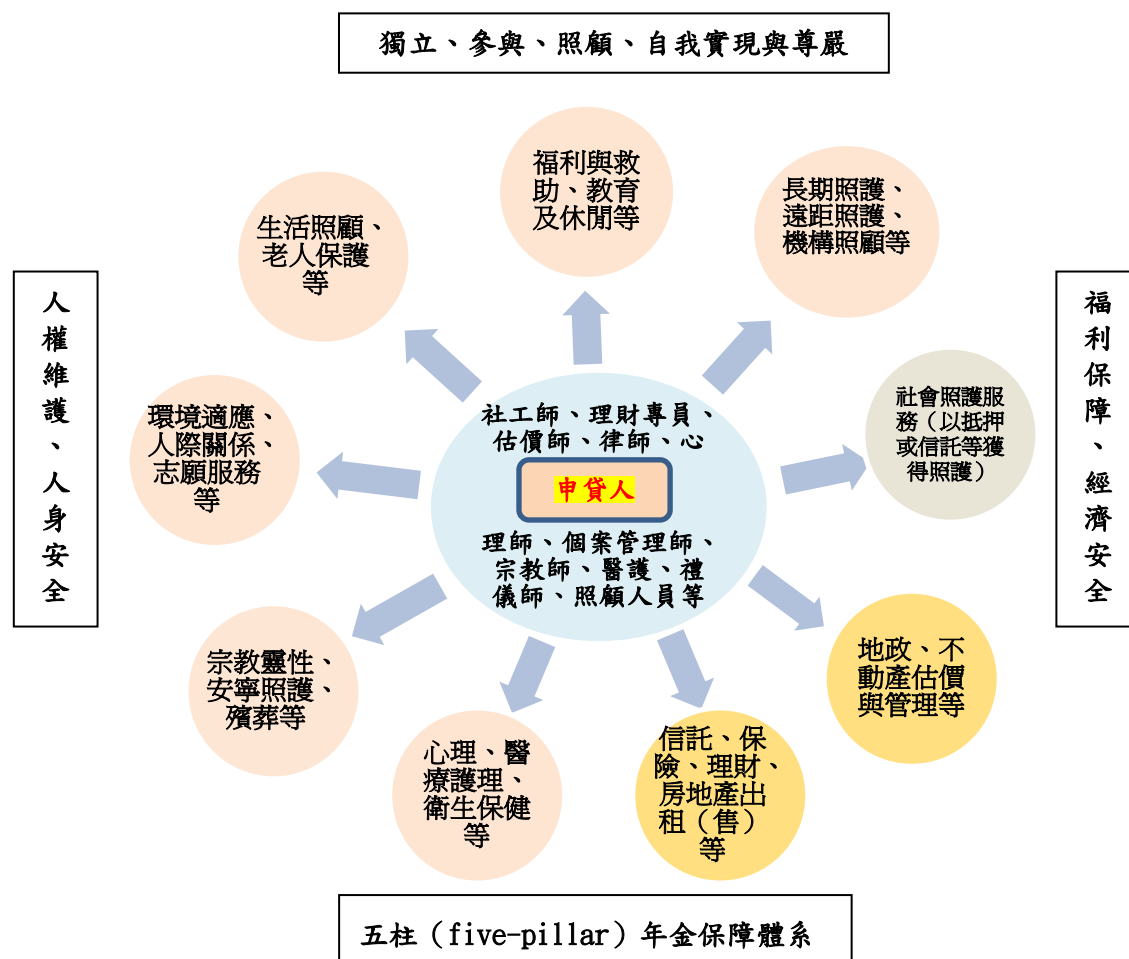 獨立、參與、照顧、自我實現與尊嚴
福利與救
助、教育
及休閒等
長期照護、
遠距照護、
機構照顧等
生活照顧、
老人保護
等
人權維護、人身安全
福利保障、經濟安全
社會照護服
務（以抵押
或信託等獲
得照護）
環境適應、
人際關係、
志願服務
等
社工師、理財專員、
估價師、律師、心
申貸人
理師、個案管理師、
宗教師、醫護、禮
儀師、照顧人員等
宗教靈性、
安寧照護、
殯葬等
地政、不
動產估價
與管理等
心理、醫
療護理、
衛生保健
等
信託、保
險、理財、
房地產出
租（售）
等
五柱（five-pillar）年金保障體系